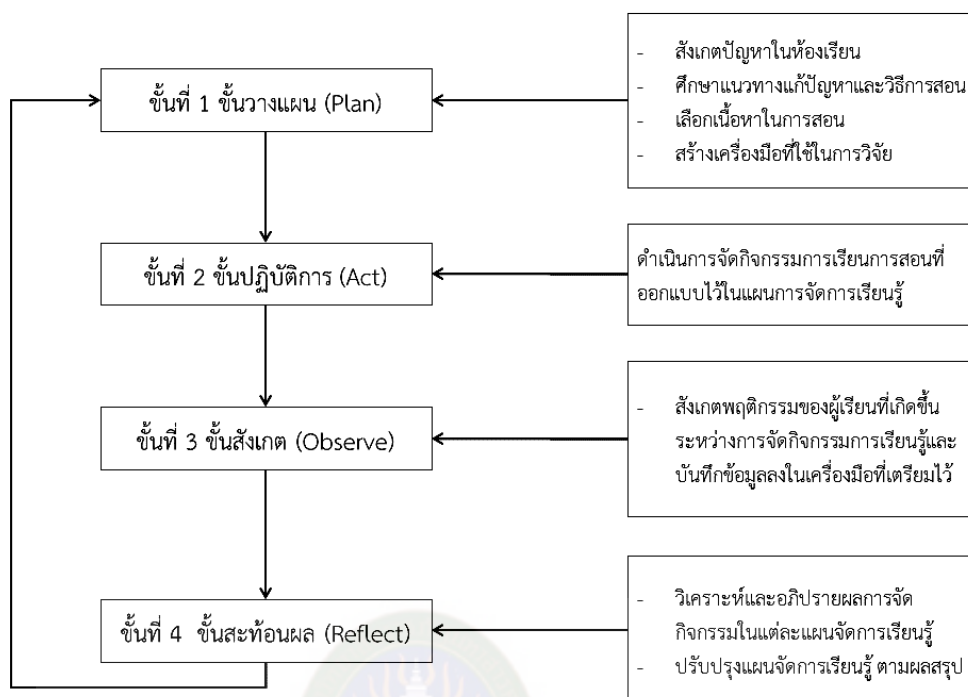 ขั้นที่ 1 ขั้นวางแผน (Plan)
- สังเกตปัญหาในห้องเรียน
- ศึกษาแนวทางแก้ปัญหาและวิธีการสอน
- เลือกเนื้อหาในการสอน
- สร้างเครื่องมือที่ใช้ในการวิจัย
ขั้นที่ 2 ขั้นปฏิบัติการ (Act)
ดำเนินการจัดกิจกรรมการเรียนการสอนที่
ออกแบบไว้ในแผนการจัดการเรียนรู้
ขั้นที่ 3 ขั้นสังเกต (Observe)
- สังเกตพฤติกรรมของผู้เรียนที่เกิดขึ้น
ระหว่างการจัดกิจกรรมการเรียนรู้และ
บันทึกข้อมูลลงในเครื่องมือที่เตรียมไว้
ขั้นที่ 4 ขั้นสะท้อนผล (Reflect)
- วิเคราะห์และอภิปรายผลการจัด
กิจกรรมในแต่ละแผนจัดการเรียนรู้
- ปรับปรุงแผนจัดการเรียนรู้ ตามผลสรุป